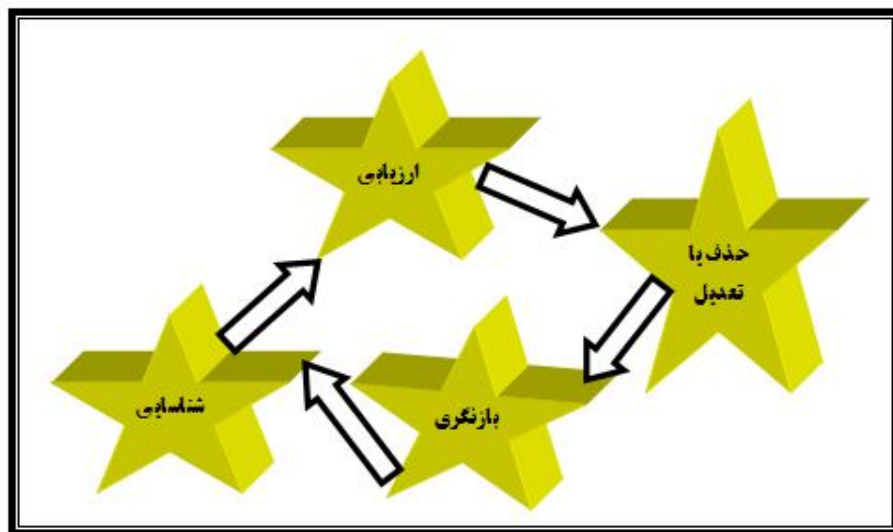 ارزیابی
حذف یا
تعدیل
بازنگری
شناسایی